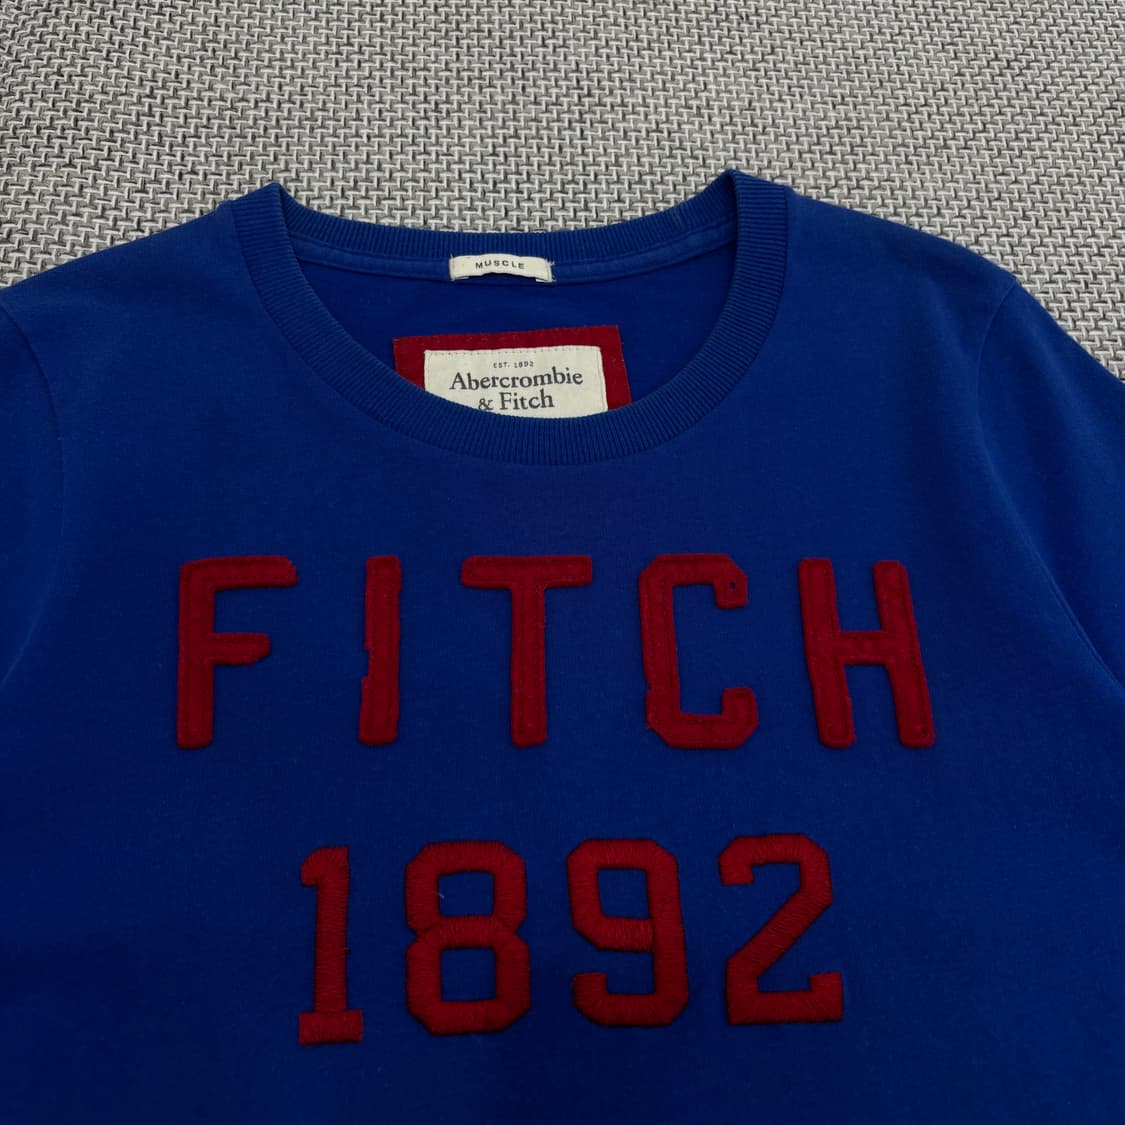 MUSCLE
EST. 1892
Abercrombie
& Fitch
FITCH
1892